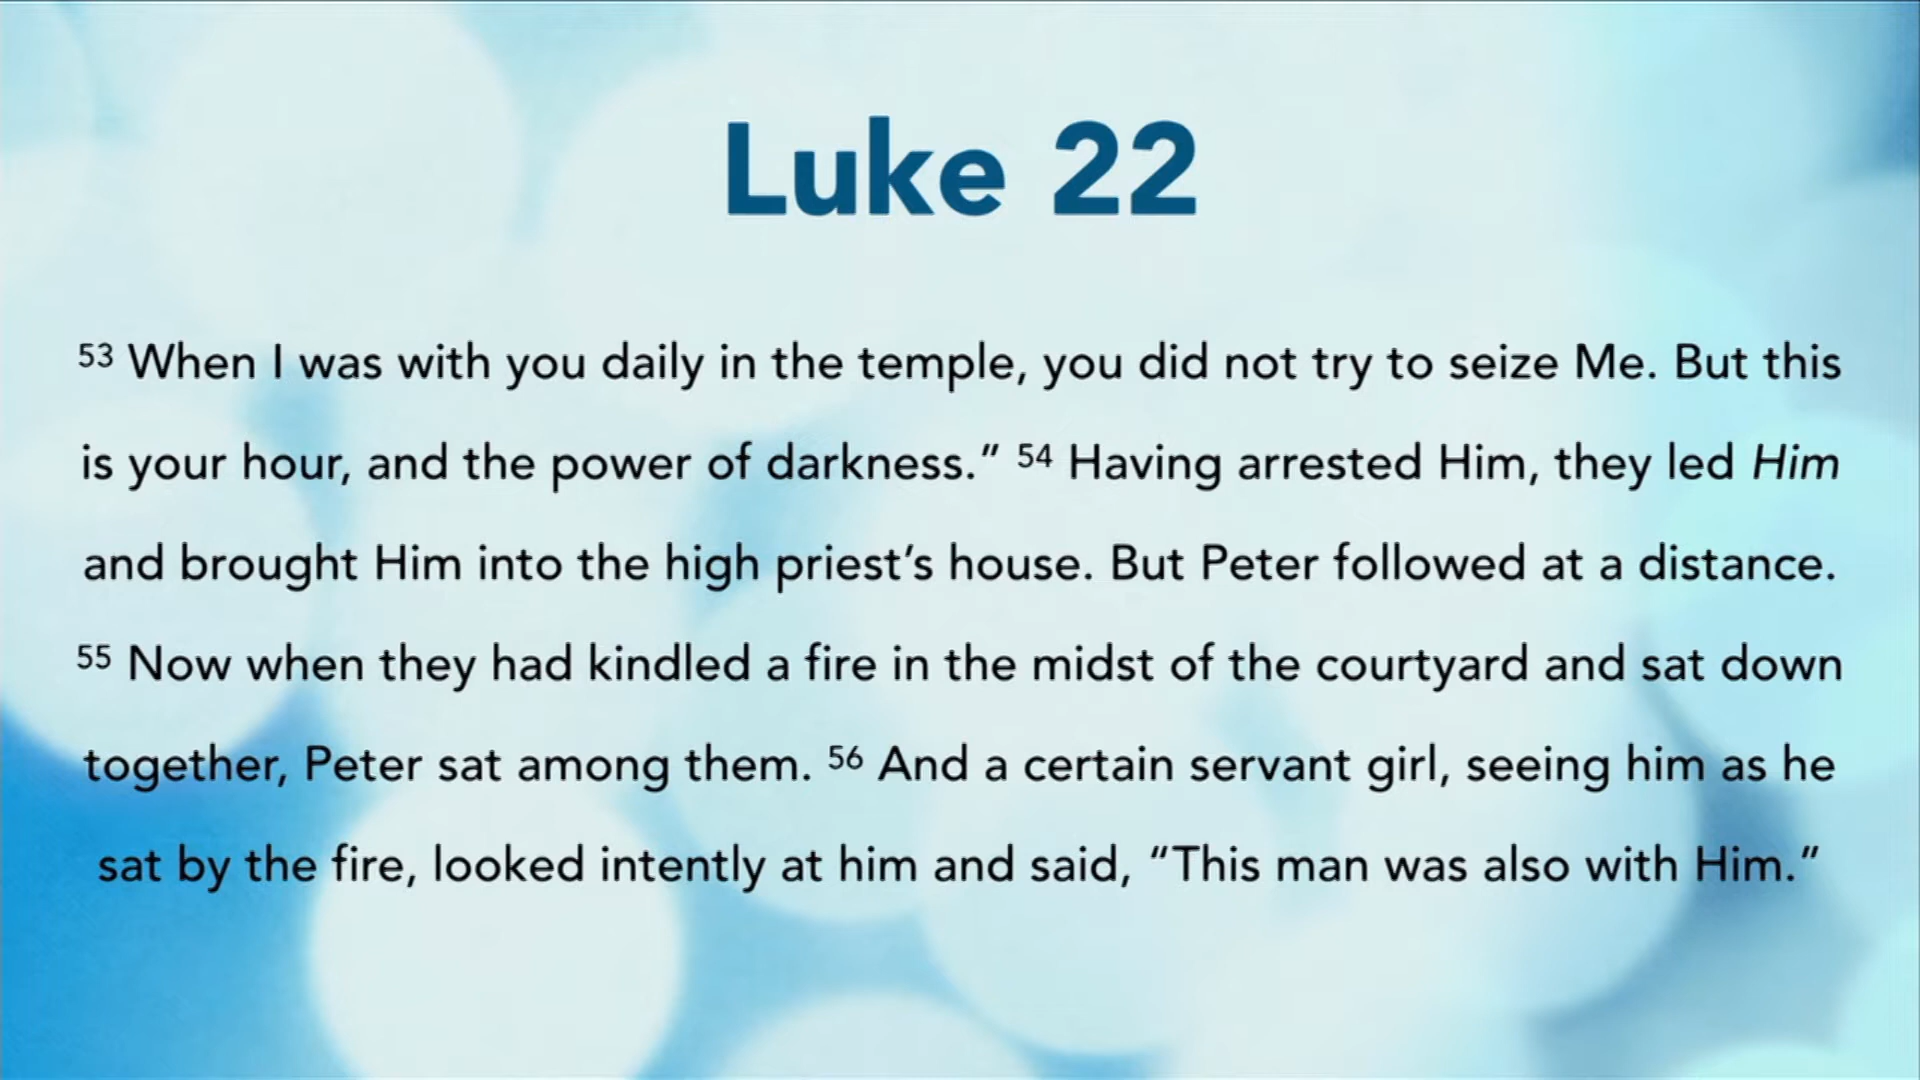 Luke 22
53 When I was with you daily in the temple, you did not try to seize Me. But this
is your hour, and the power of darkness.” 54 Having arrested Him, they led Him
and brought Him into the high priest’s house. But Peter followed at a distance.
55 Now when they had kindled a fire in the midst of the courtyard and sat down
together, Peter sat among them. 56 And a certain servant girl, seeing him as he
sat by the fire, looked intently at him and said, “This man was also with Him.”